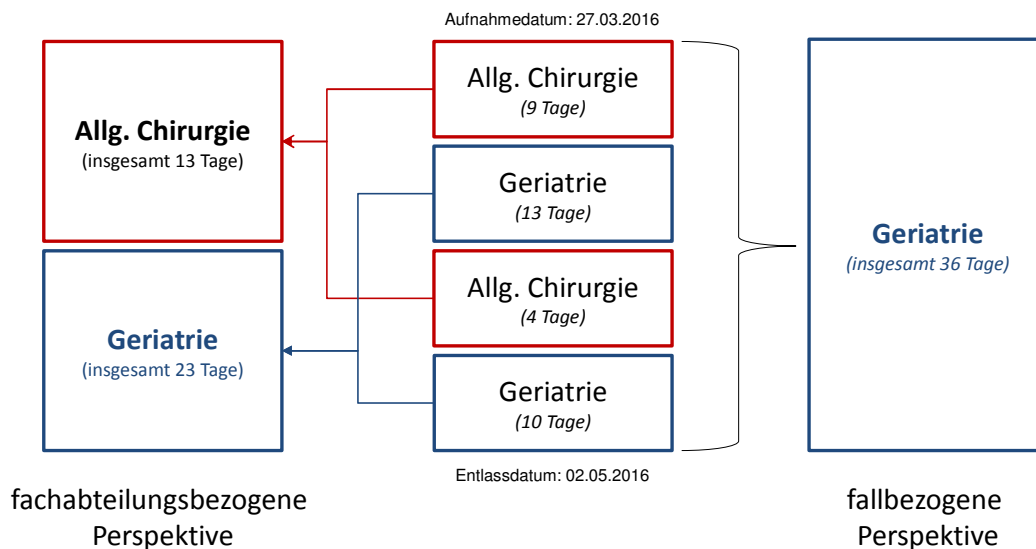 Aufnahmedatum: 27.03.2016
Allg. Chirurgie
(insgesamt 13 Tage)
Geriatrie
(insgesamt 23 Tage)
Allg. Chirurgie
(9 Tage)
Geriatrie
(13 Tage)
Allg. Chirurgie
(4 Tage)
Geriatrie
(10 Tage)
Geriatrie
(insgesamt 36 Tage)
Entlassdatum: 02.05.2016
fachabteilungsbezogene
Perspektive
fallbezogene
Perspektive